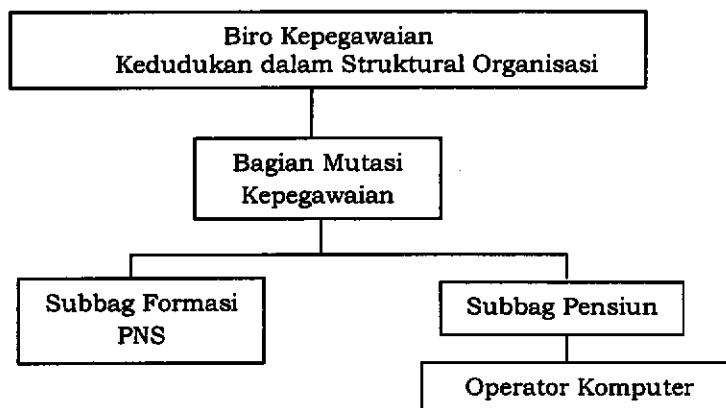 Biro Kepegawaian
Kedudukan dalam Struktural Organisasi
Bagian Mutasi
Kepegawaian
Subbag Formasi
PNS
Subbag Pensiun
Operator Komputer